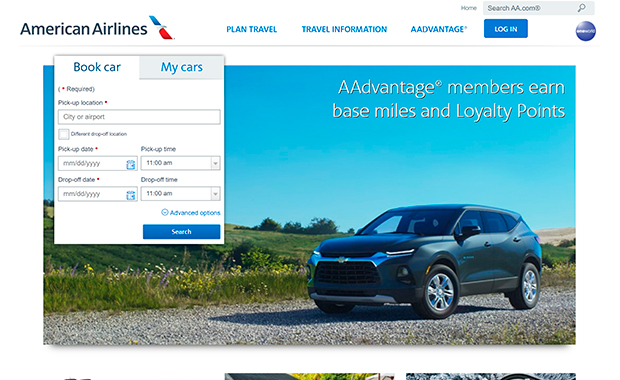 Home
Search AA.com®
American Airlines
PLAN TRAVEL
TRAVEL INFORMATION
AADVANTAGE®
LOG IN
oneworld
Book car
My cars
( * Required)
Pick-up location *
City or airport
Different drop-off location
Pick-up date *
Pick-up time
mm/dd/yyyy
11:00 am
Drop-off date *
Drop-off time
mm/dd/yyyy
11:00 am
Advanced options
Search
AAdvantage® members earn
base miles and Loyalty Points